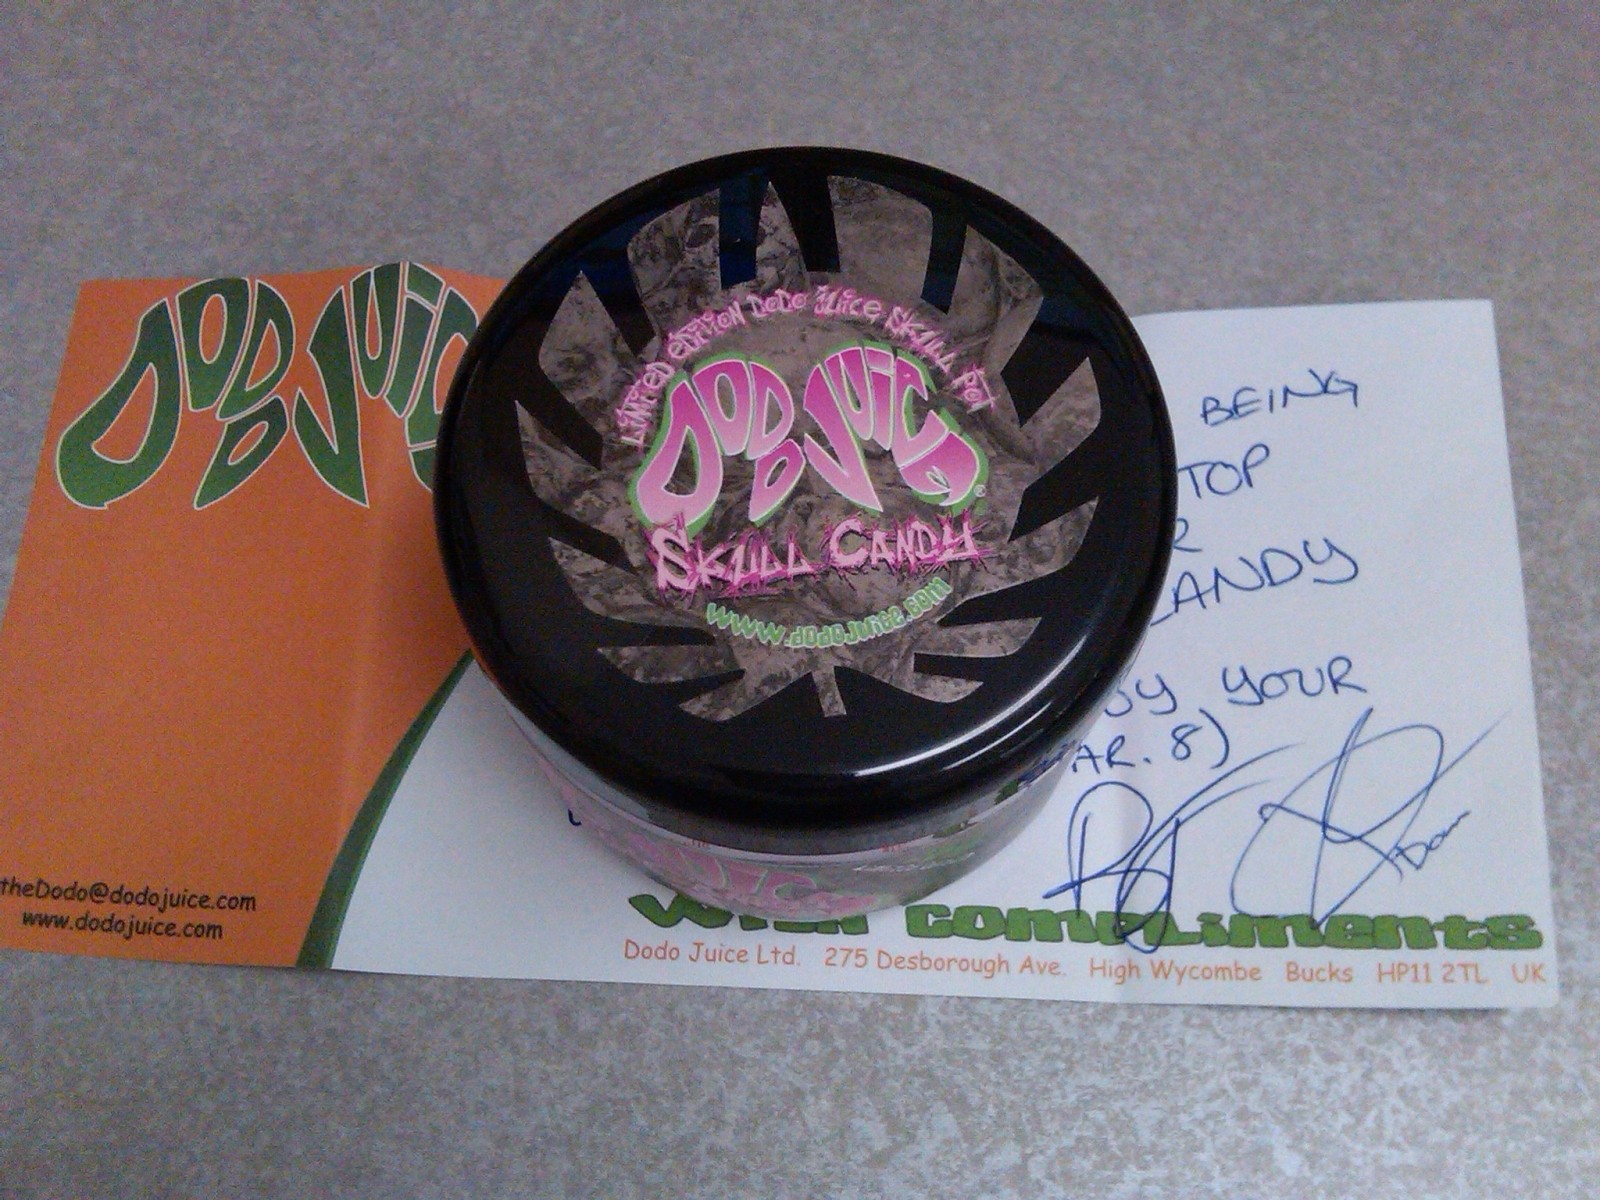 DODO JUICE
LIMITED EDITION DODO JUICE SKULL POT
DODO JUICE
SKULL CANDY
www.dodojuice.com
BEING
TOP
ANDY
YOUR
AR. 8)
Dom
theDodo@dodojuice.com
www.dodojuice.com
With compliments
Dodo Juice Ltd. 275 Desborough Ave. High Wycombe Bucks HP11 2TL UK